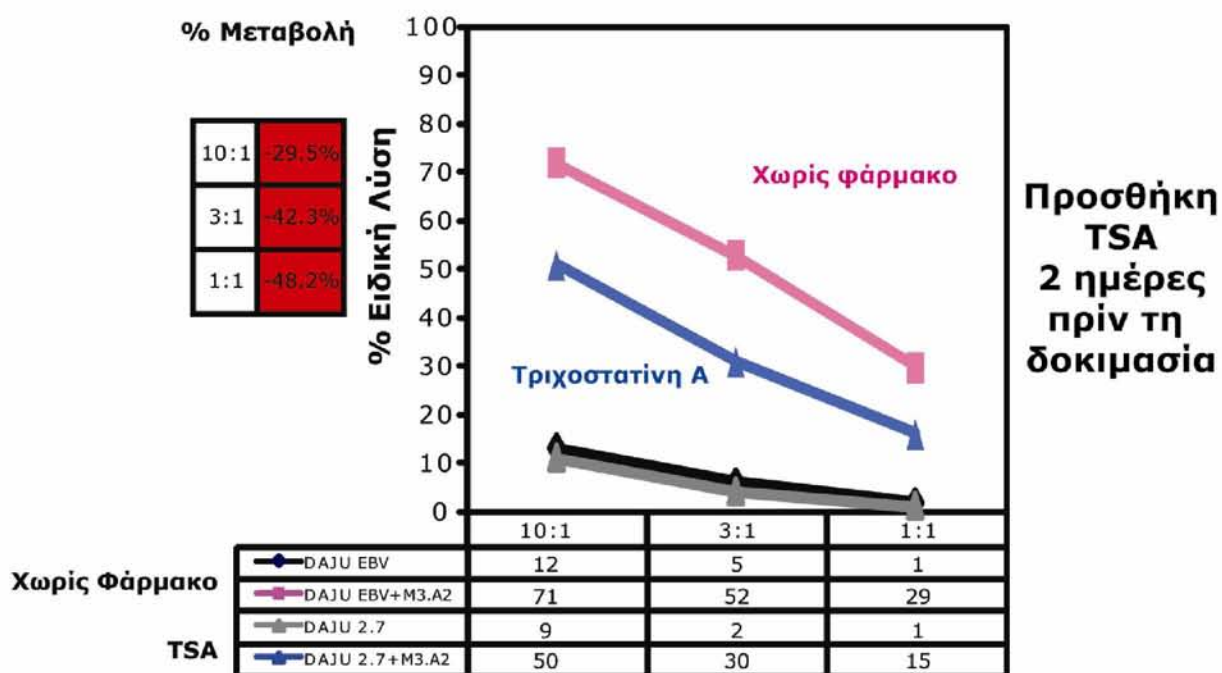 % Μεταβολή
10:1 -29.5%
3:1 -42.3%
1:1 -48.2%
% Ειδική Λύση
100
90
80
70
60
50
40
30
20
10
0
Χωρίς φάρμακο
Τριχοστατίνη Α
Προσθήκη
TSA
2 ημέρες
πρίν τη
δοκιμασία
10:1 3:1 1:1
Χωρίς Φάρμακο
DAJU EBV 12 5 1
DAJU EBV+M3.A2 71 52 29
TSA
DAJU 2.7 9 2 1
DAJU 2.7+M3.A2 50 30 15